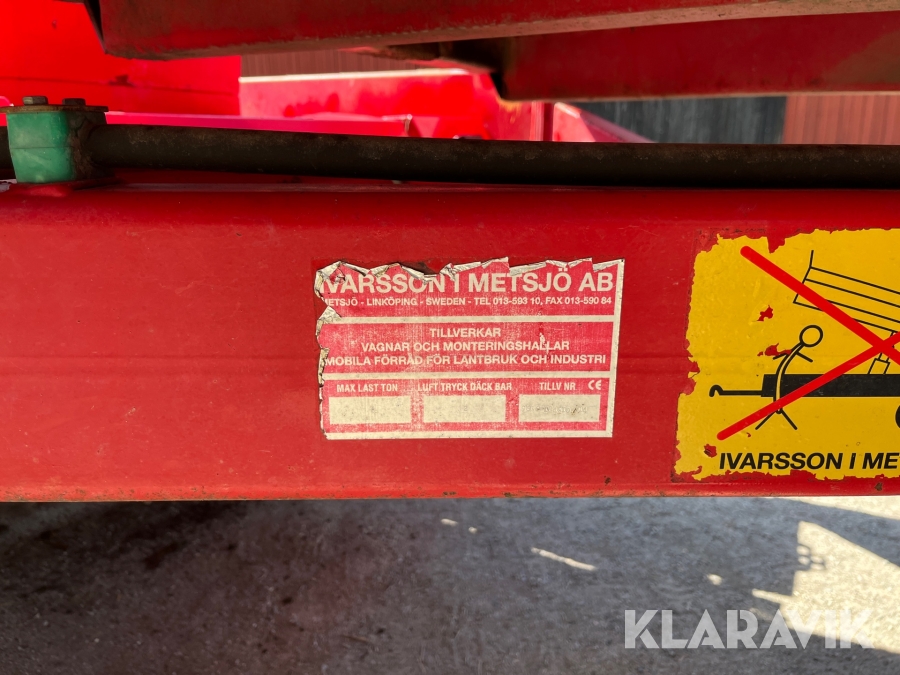 IVARSSON I METSJÖ AB
METSJÖ - LINKÖPING - SWEDEN - TEL 013-593 10, FAX 013-590 84
TILLVERKAR
VAGNAR OCH MONTERINGSHALLAR
MOBILA FÖRRÅD FÖR LANTBRUK OCH INDUSTRI
MAX LAST TON LUFT TRYCK DÄCK BAR TILLV NR CE
IVARSSON I ME
KLARAVIK